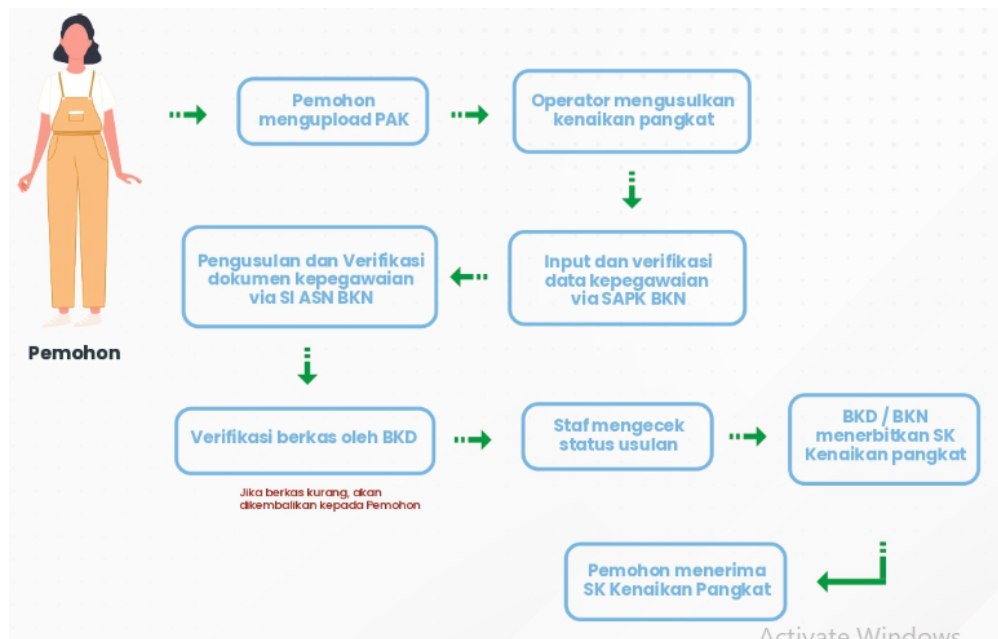 Pemohon
mengupload PAK
Operator mengusulkan
kenaikan pangkat
Input dan verifikasi
data kepegawaian
via SAPK BKN
Pengusulan dan Verifikasi
dokumen kepegawaian
via SI ASN BKN
Pemohon
Verifikasi berkas oleh BKD
Jika berkas kurang, akan
dikembalikan kepada Pemohon
Staf mengecek
status usulan
BKD / BKN
menerbitkan SK
Kenaikan pangkat
Pemohon menerima
SK Kenaikan Pangkat
Activate Windows